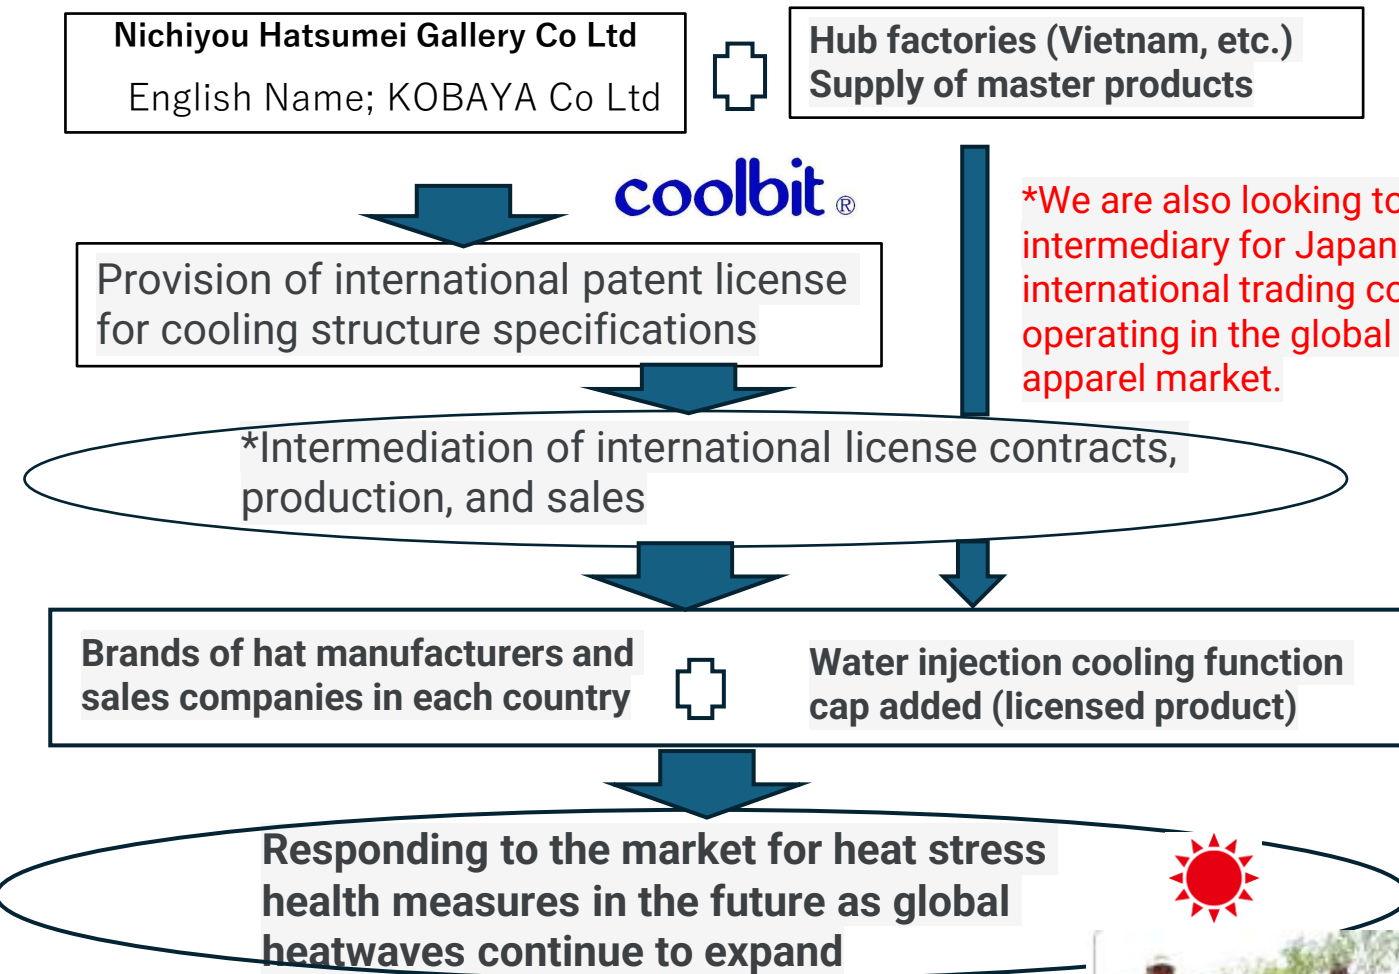 Nichiyou Hatsumei Gallery Co Ltd
English Name; KOBAYA Co Ltd
Hub factories (Vietnam, etc.)
Supply of master products
coolbit ®
*We are also looking to
intermediary for Japan
international trading
operating in the global
apparel market.
Provision of international patent license
for cooling structure specifications
*Intermediation of international license contracts,
production, and sales
Brands of hat manufacturers and
sales companies in each country
Water injection cooling function
cap added (licensed product)
Responding to the market for heat stress
health measures in the future as global
heatwaves continue to expand